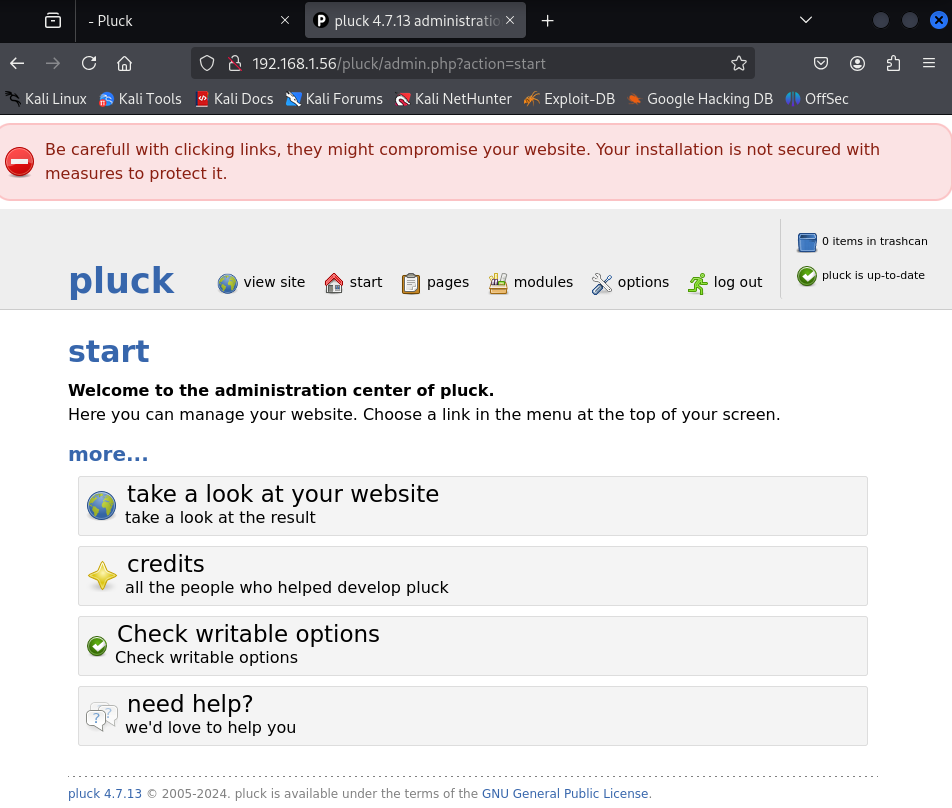 - Pluck
pluck 4.7.13 administratio
192.168.1.56/pluck/admin.php?action=start
Kali Linux Kali Tools Kali Docs Kali Forums Kali NetHunter Exploit-DB Google Hacking DB OffSec
Be carefull with clicking links, they might compromise your website. Your installation is not secured with
measures to protect it.
pluck
view site start pages modules options log out
0 items in trashcan
pluck is up-to-date
start
Welcome to the administration center of pluck.
Here you can manage your website. Choose a link in the menu at the top of your screen.
more...
take a look at your website
take a look at the result
credits
all the people who helped develop pluck
Check writable options
Check writable options
need help?
we'd love to help you
pluck 4.7.13 © 2005-2024. pluck is available under the terms of the GNU General Public License.